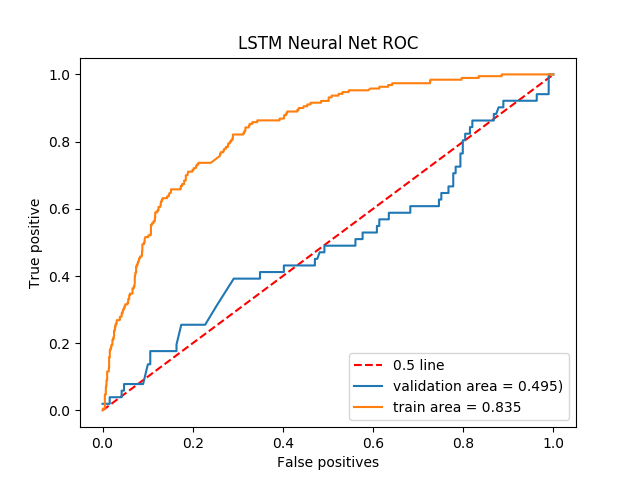 LSTM Neural Net ROC
True positive
1.0
0.8
0.6
0.4
0.2
0.0
0.5 line
validation area = 0.495)
train area = 0.835
0.0 0.2 0.4 0.6 0.8 1.0
False positives